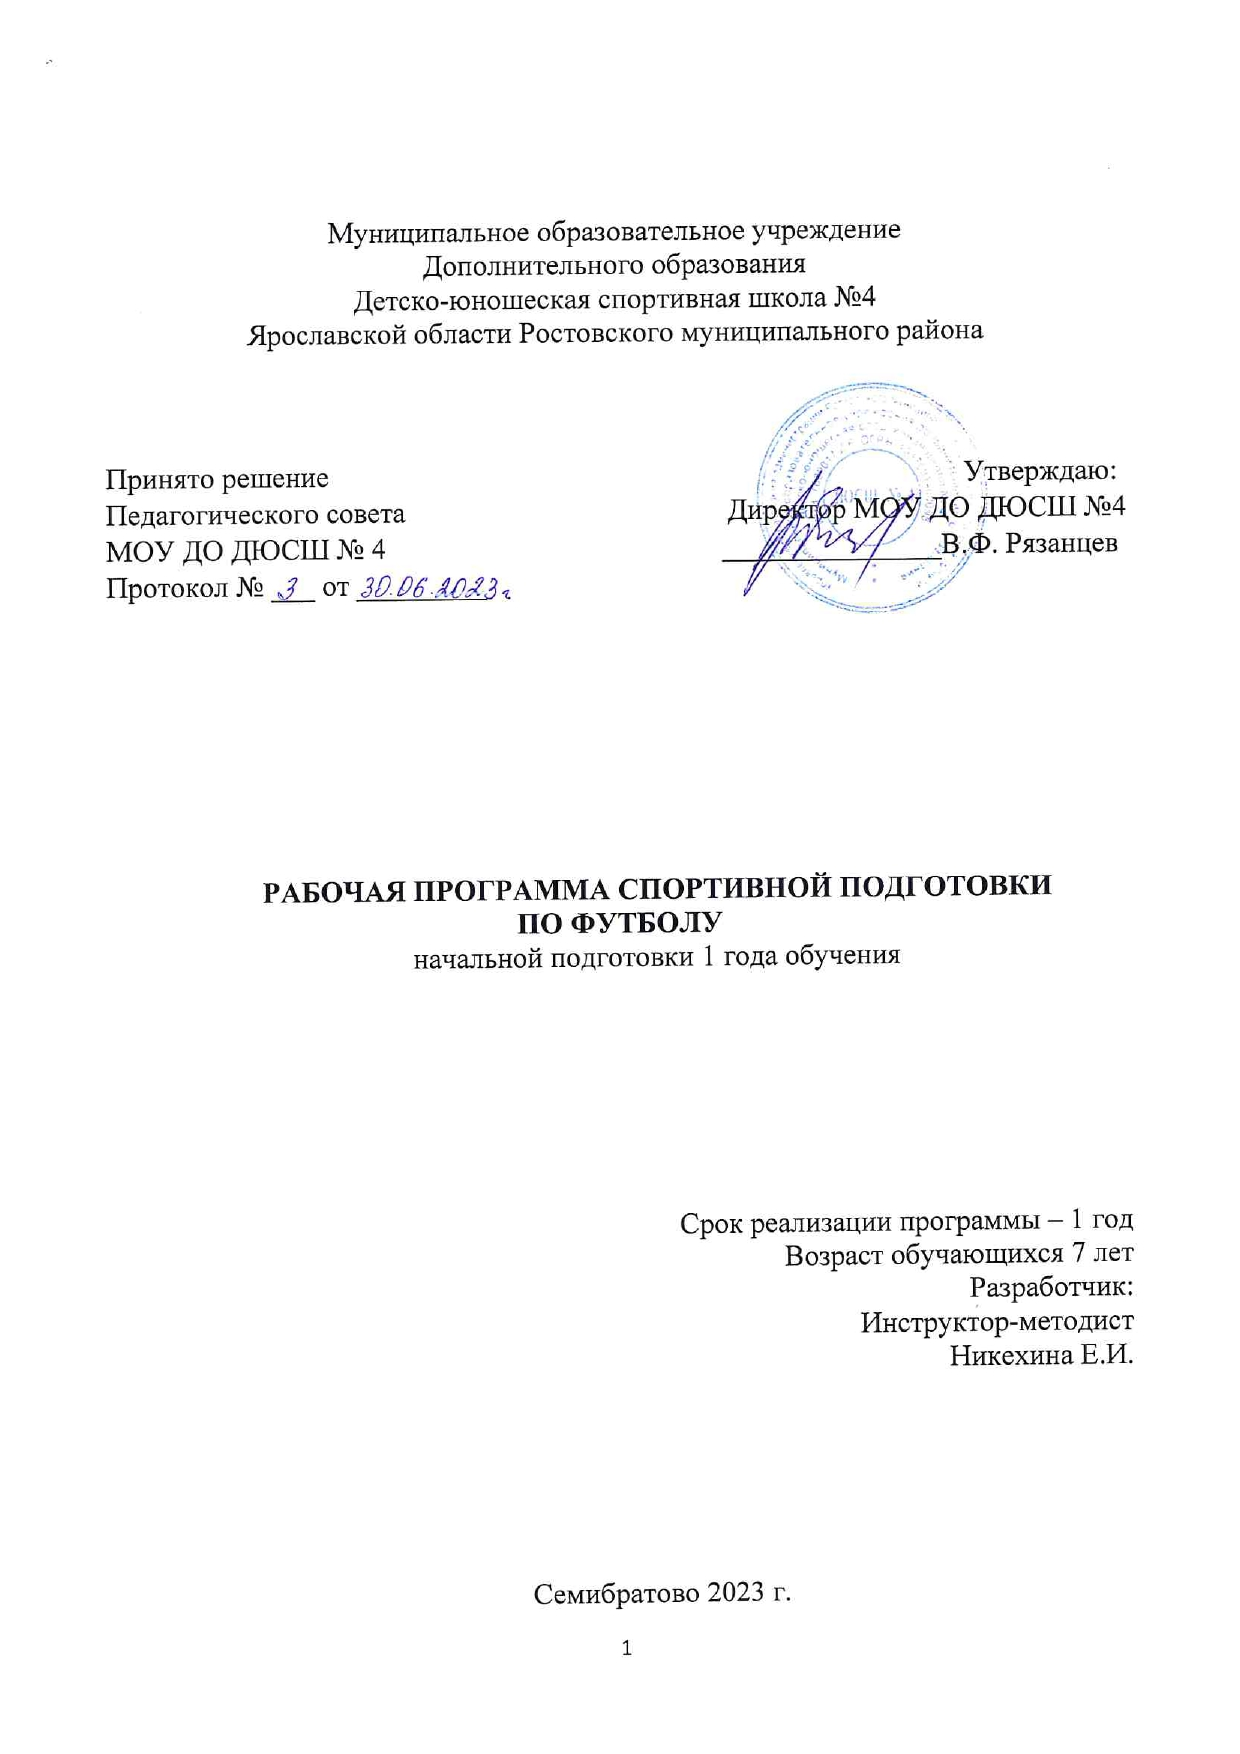 Муниципальное образовательное учреждение
Дополнительного образования
Детско-юношеская спортивная школа №4
Ярославской области Ростовского муниципального района
Принято решение
Педагогического совета
МОУ ДО ДЮСШ № 4
Протокол № 3 от 30.06.2023г
Утверждаю:
Директор МОУ ДО ДЮСШ №4
В.Ф. Рязанцев
РАБОЧАЯ ПРОГРАММА СПОРТИВНОЙ ПОДГОТОВКИ
ПО ФУТБОЛУ
начальной подготовки 1 года обучения
Срок реализации программы – 1 год
Возраст обучающихся 7 лет
Разработчик:
Инструктор-методист
Никехина Е.И.
Семибратово 2023 г.
1